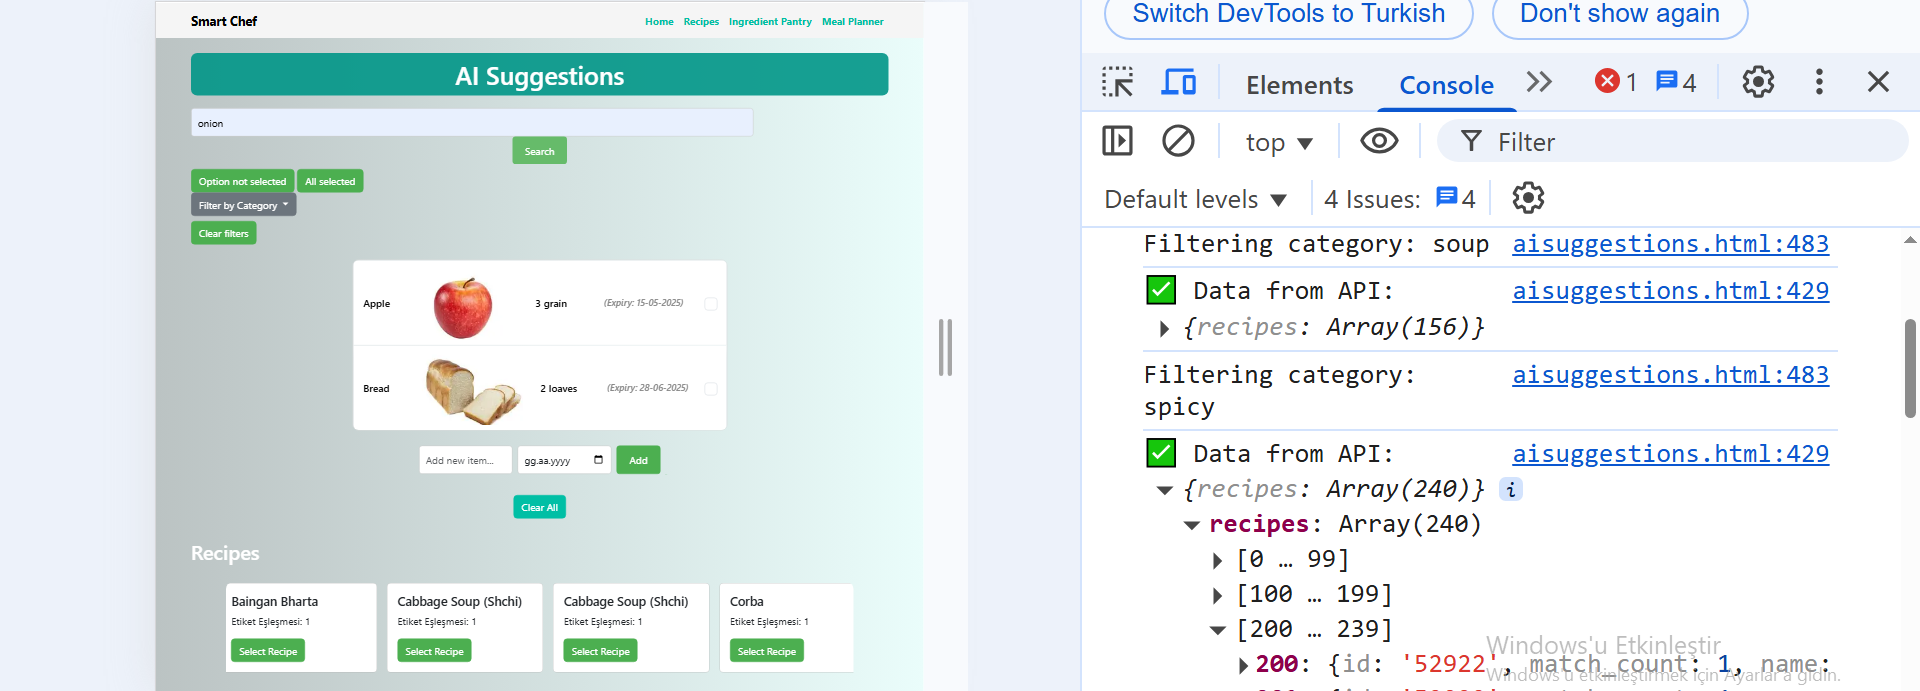 Smart Chef
Home Recipes Ingredient Pantry Meal Planner
AI Suggestions
onion
Search
Option not selected All selected
Filter by Category
Clear filters
Apple 3 grain (Expiry: 15-05-2025)
Bread 2 loaves (Expiry: 28-06-2025)
Add new item... gg.aa.yyyy Add
Clear All
Recipes
Baingan Bharta
Etiket Eşleşmesi: 1
Select Recipe
Cabbage Soup (Shchi)
Etiket Eşleşmesi: 1
Select Recipe
Cabbage Soup (Shchi)
Etiket Eşleşmesi: 1
Select Recipe
Corba
Etiket Eşleşmesi: 1
Select Recipe
Switch DevTools to Turkish Don't show again
Elements Console 1 4
top Filter
Default levels 4 Issues: 4
Filtering category: soup aisuggestions.html:483
Data from API: aisuggestions.html:429
{recipes: Array(156)}
Filtering category: aisuggestions.html:483
spicy
Data from API: aisuggestions.html:429
{recipes: Array(240)} i
recipes: Array(240)
[0 … 99]
[100 … 199]
[200 … 239]
200: {id: '52922', match_count: 1, name:
Windows'u Etkinleştir
Windows'u etkinleştirmek için Ayarlar'a gidin.